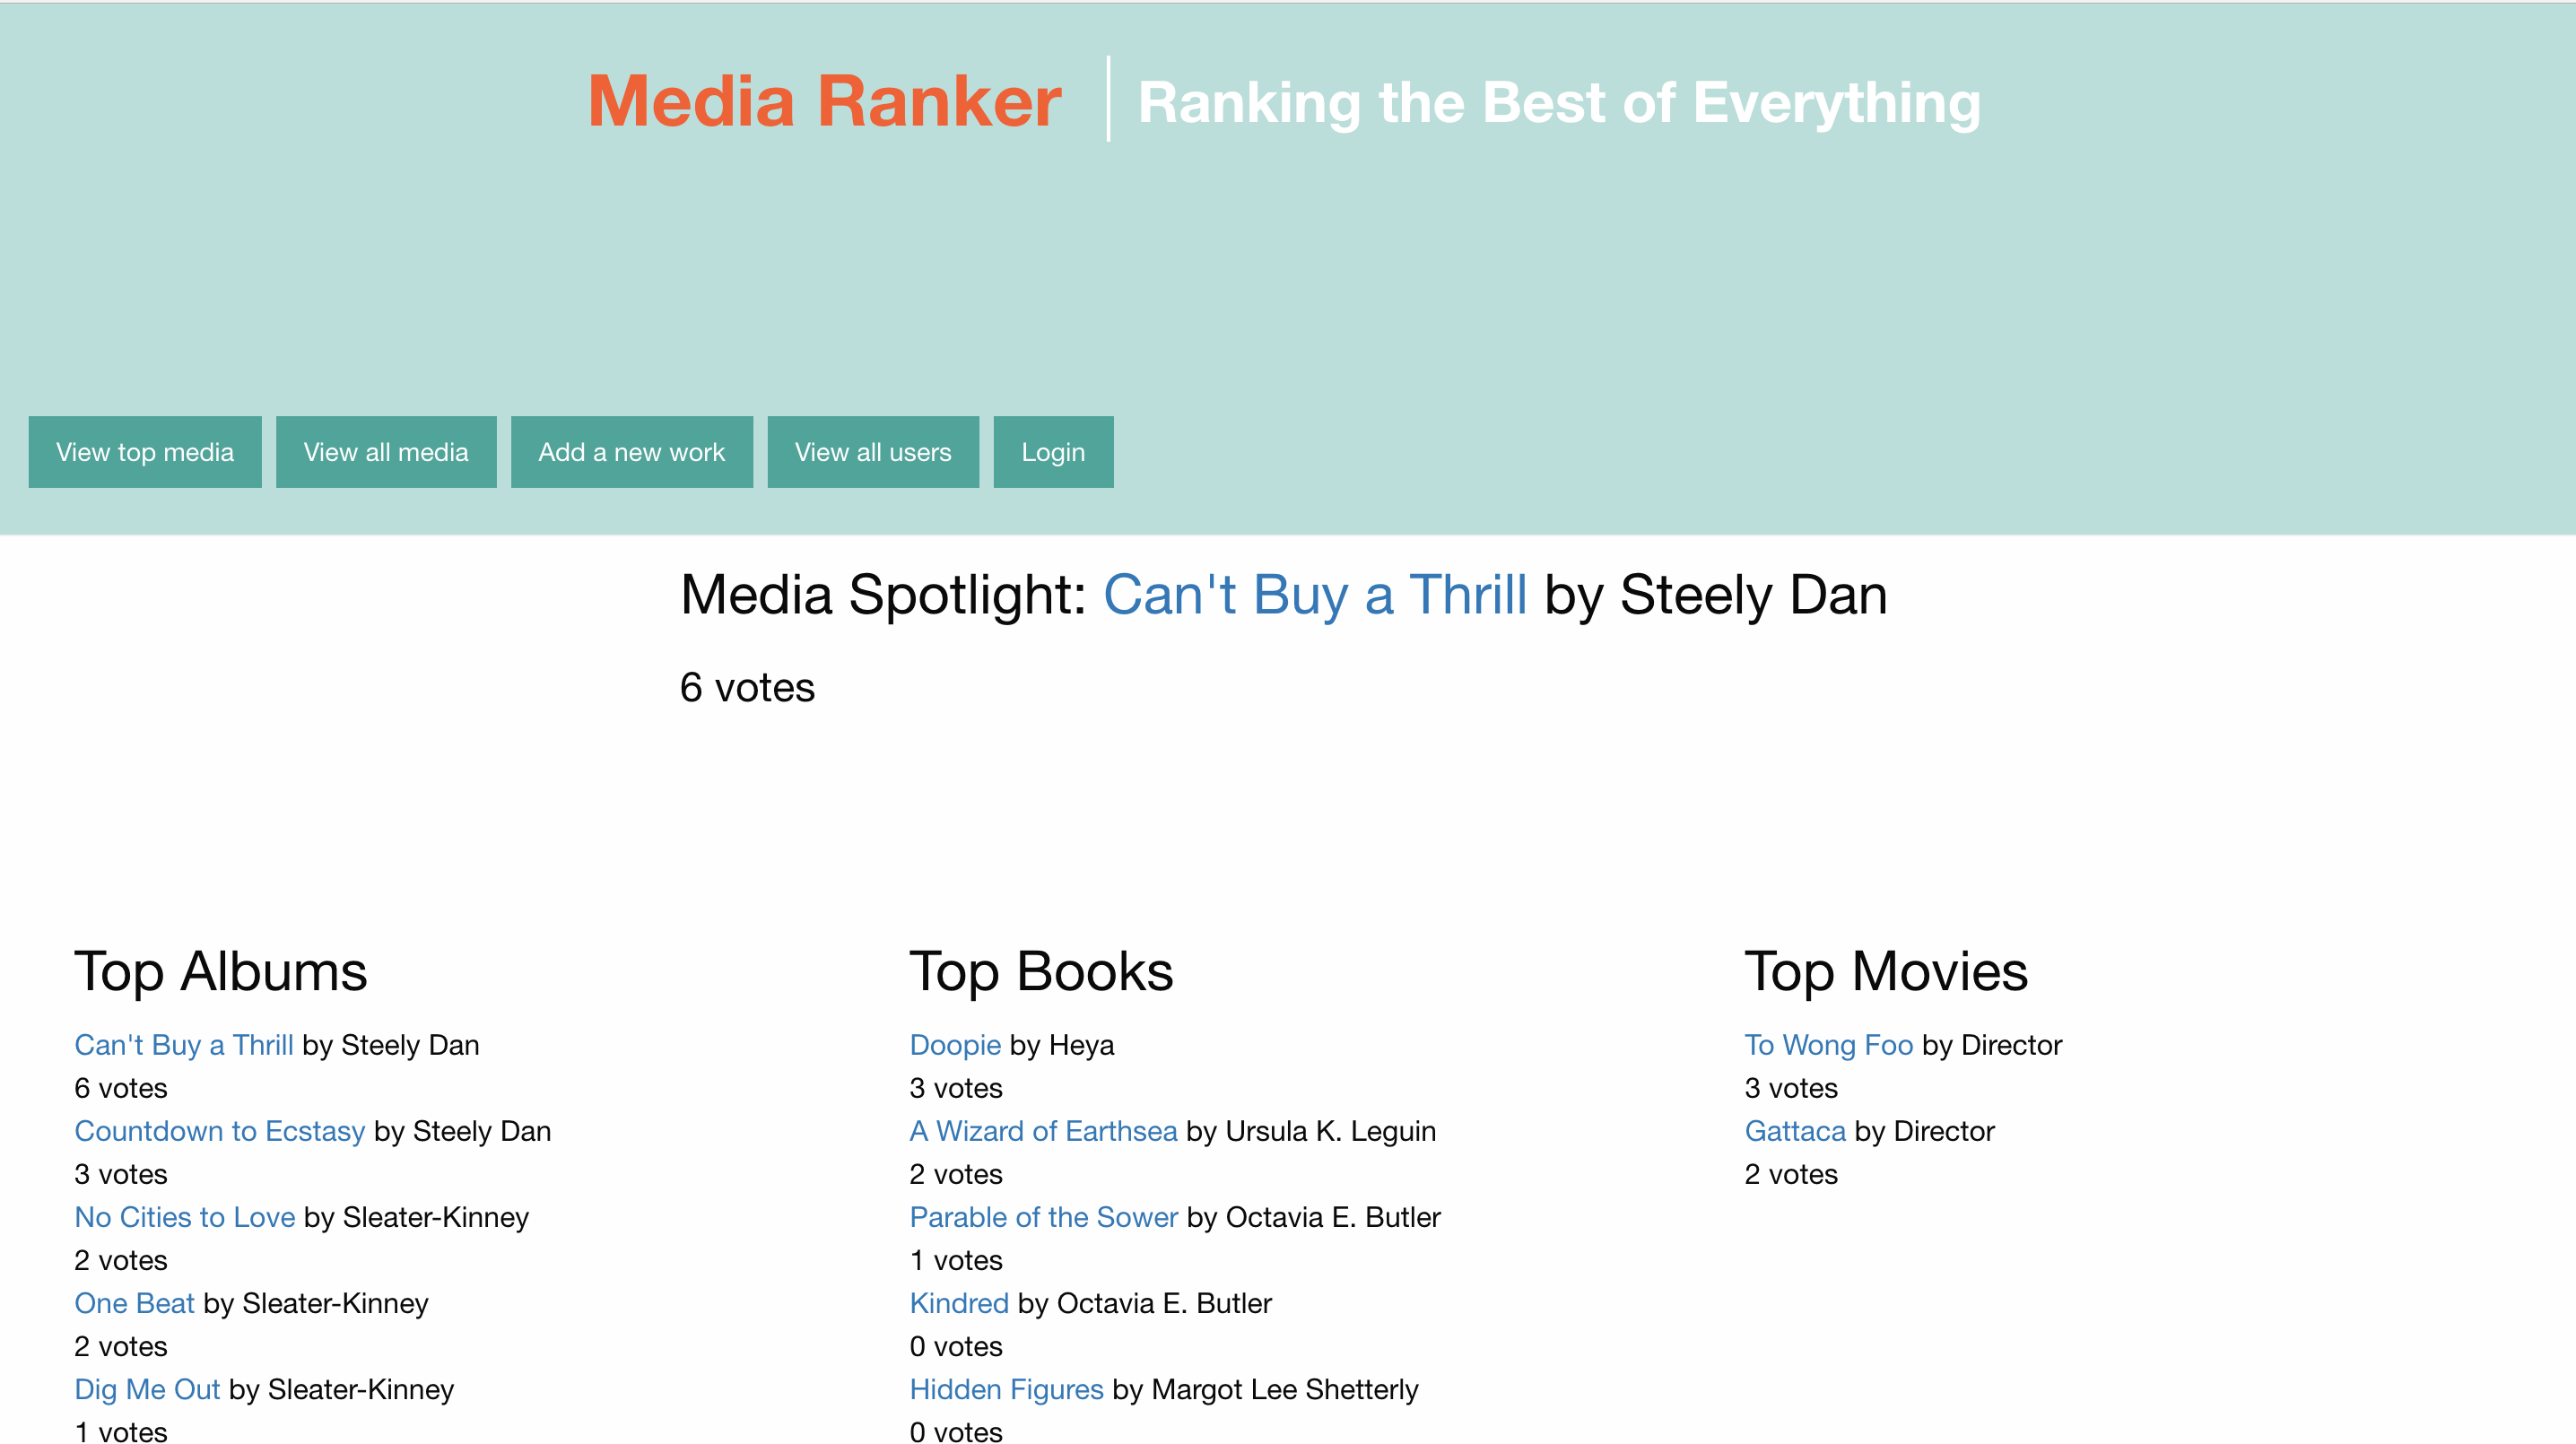 Media Ranker
Ranking the Best of Everything
View top media
View all media
Add a new work
View all users
Login
Media Spotlight: Can't Buy a Thrill by Steely Dan
6 votes
Top Albums
Can't Buy a Thrill by Steely Dan
6 votes
Countdown to Ecstasy by Steely Dan
3 votes
No Cities to Love by Sleater-Kinney
2 votes
One Beat by Sleater-Kinney
2 votes
Dig Me Out by Sleater-Kinney
1 votes
Top Books
Doopie by Heya
3 votes
A Wizard of Earthsea by Ursula K. Leguin
2 votes
Parable of the Sower by Octavia E. Butler
1 votes
Kindred by Octavia E. Butler
0 votes
Hidden Figures by Margot Lee Shetterly
0 votes
Top Movies
To Wong Foo by Director
3 votes
Gattaca by Director
2 votes